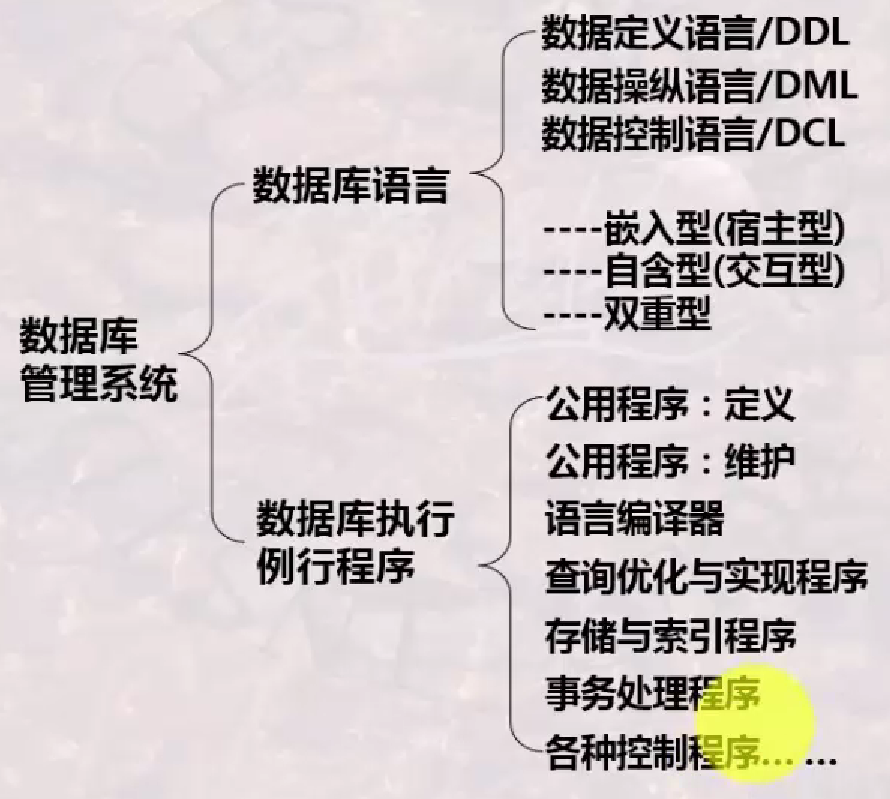 数据定义语言/DDL
数据操纵语言/DML
数据控制语言/DCL
数据库语言
----嵌入型(宿主型)
----自含型(交互型)
----双重型
数据库
管理系统
公用程序：定义
公用程序：维护
数据库执行
例行程序
语言编译器
查询优化与实现程序
存储与索引程序
事务处理程序
各种控制程序... ...